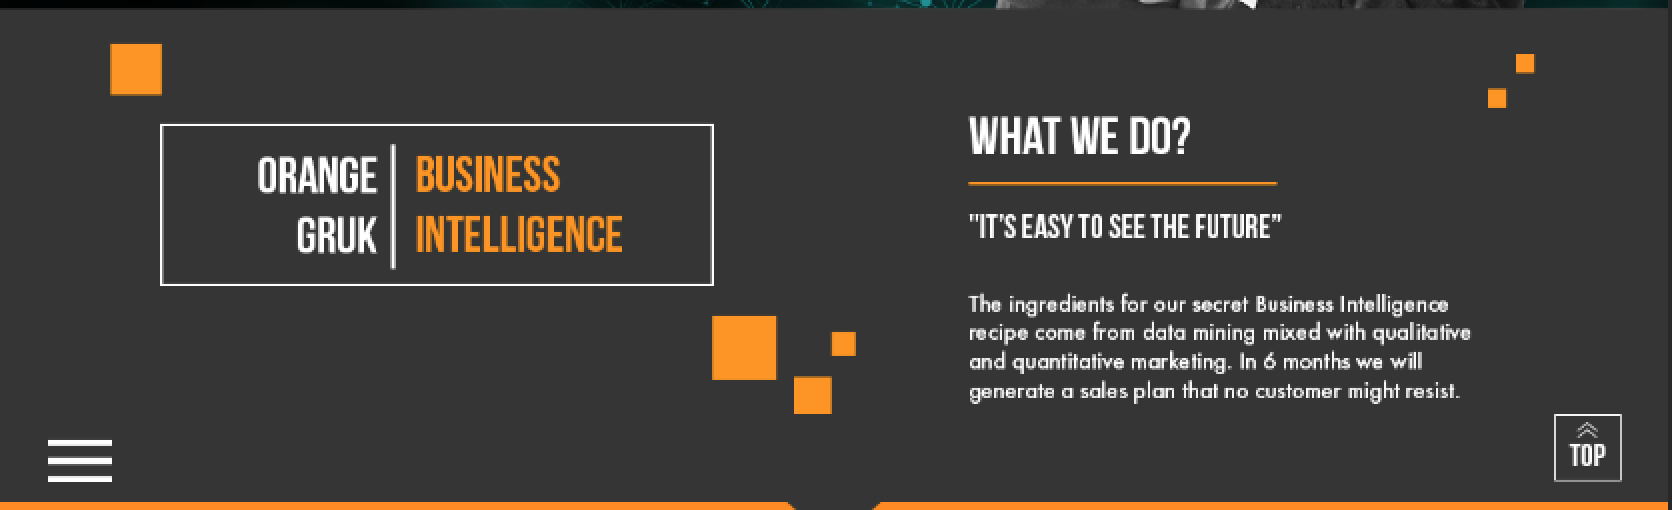 ORANGE
GRUK
BUSINESS
INTELLIGENCE
WHAT WE DO?
"IT'S EASY TO SEE THE FUTURE”
The ingredients for our secret Business Intelligence
recipe come from data mining mixed with qualitative
and quantitative marketing. In 6 months we will
generate a sales plan that no customer might resist.
TOP